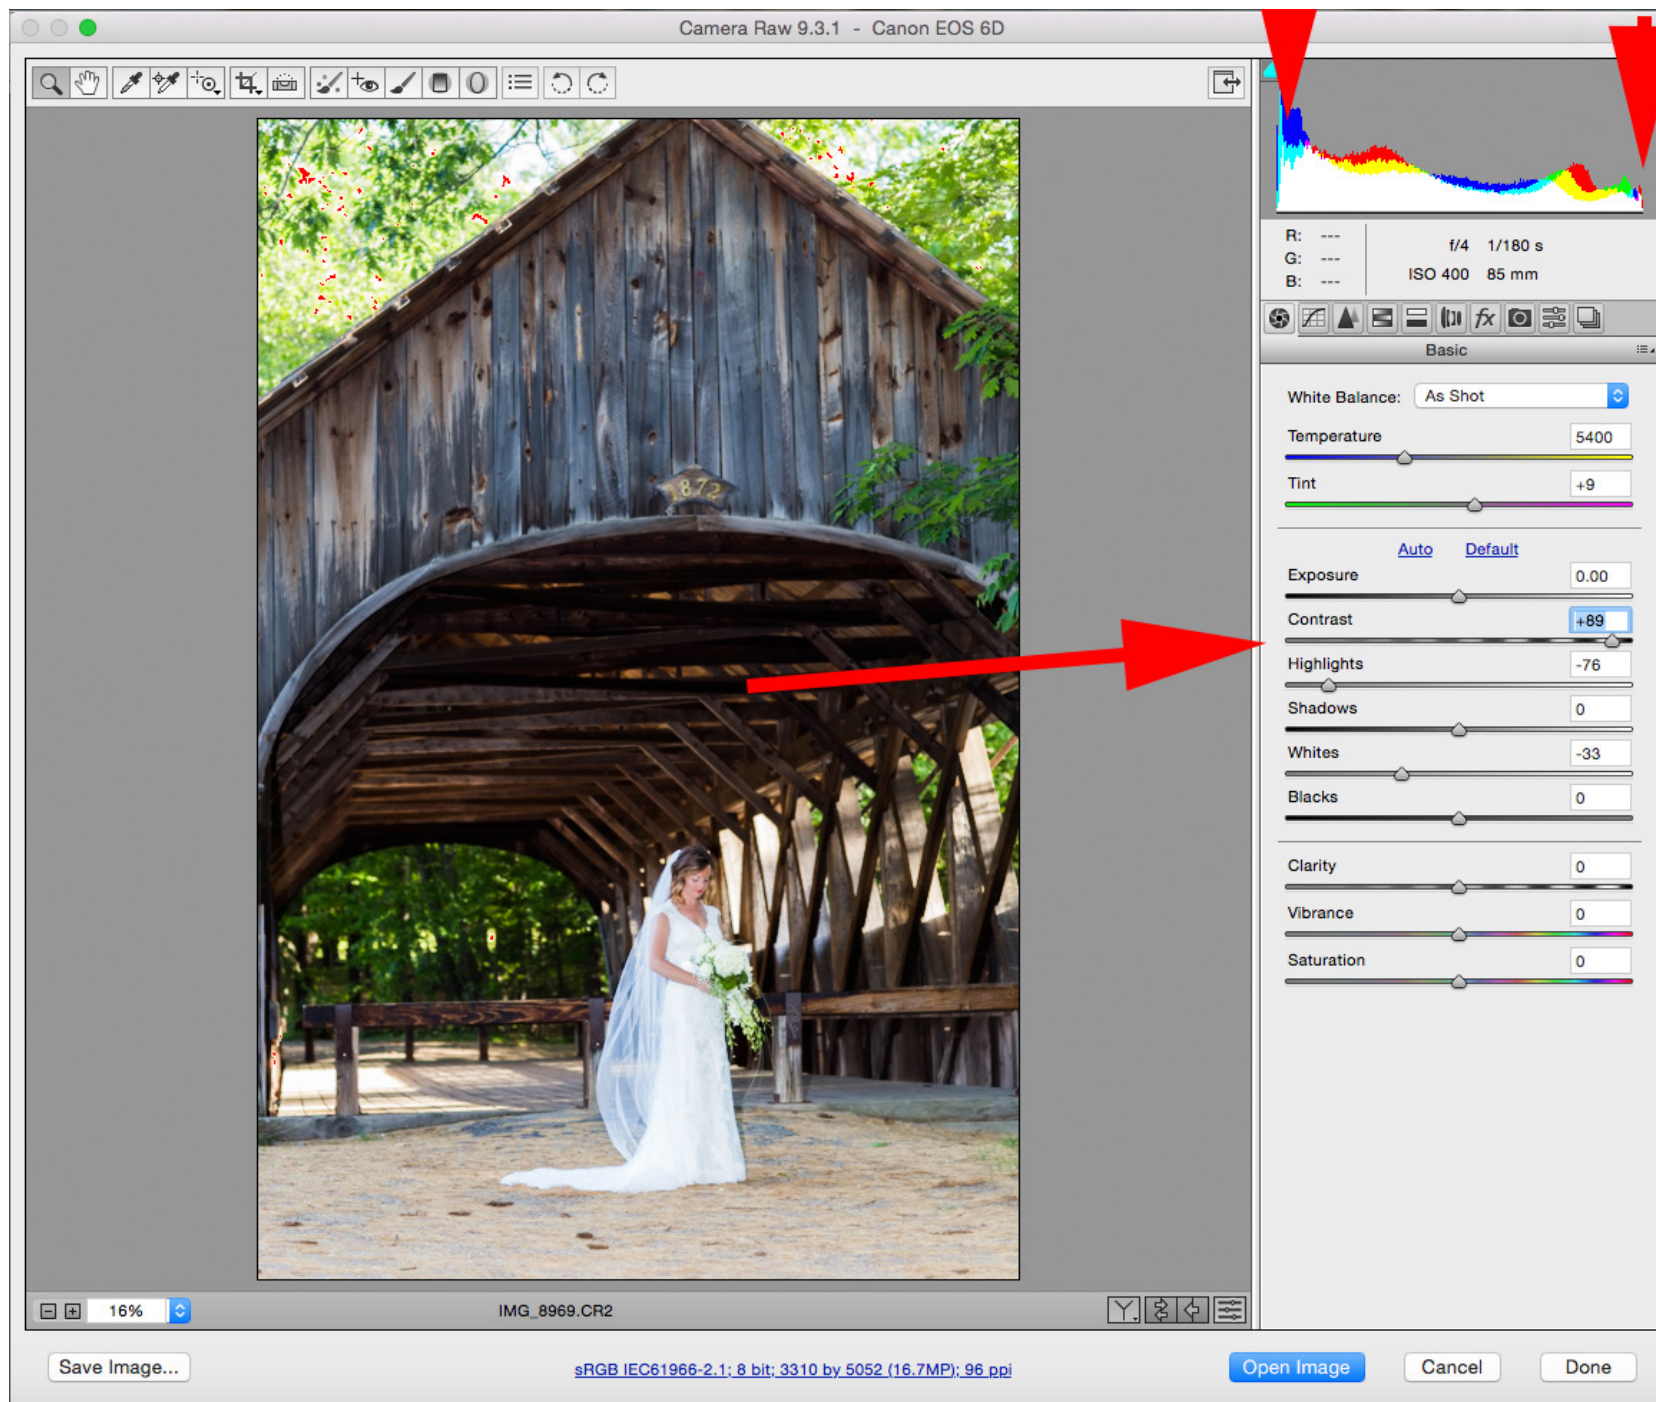 Camera Raw 9.3.1 - Canon EOS 6D
R: ---
G: ---
B: ---
f/4 1/180 s
ISO 400 85 mm
fx
Basic
White Balance: As Shot
Temperature 5400
Tint +9
Auto Default
Exposure 0.00
Contrast +89
Highlights -76
Shadows 0
Whites -33
Blacks 0
Clarity 0
Vibrance 0
Saturation 0
1872
16%
IMG_8969.CR2
Y
Save Image...
sRGB IEC61966-2.1; 8 bit; 3310 by 5052 (16.7MP); 96 ppi
Open Image
Cancel
Done